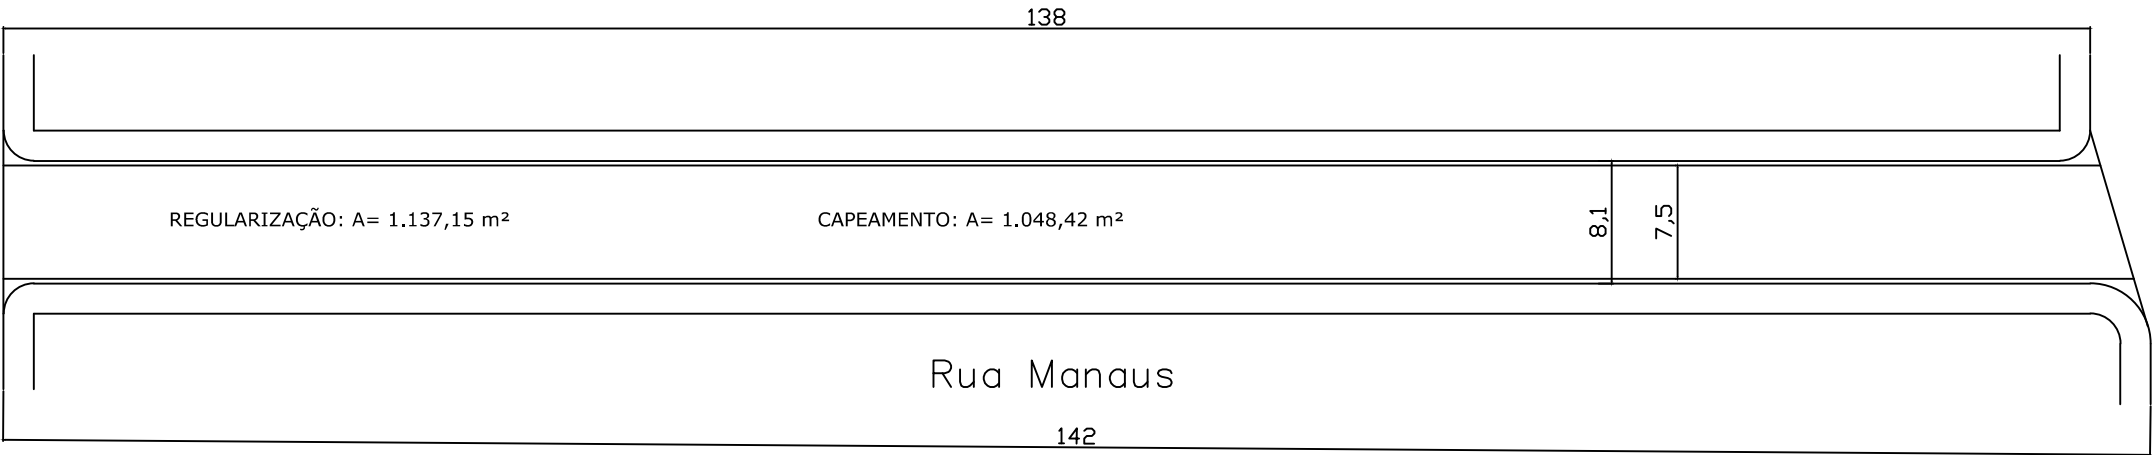 138
REGULARIZAÇÃO: A= 1.137,15 m²
CAPEAMENTO: A= 1.048,42 m²
8,1
7,5
Rua Manaus
142